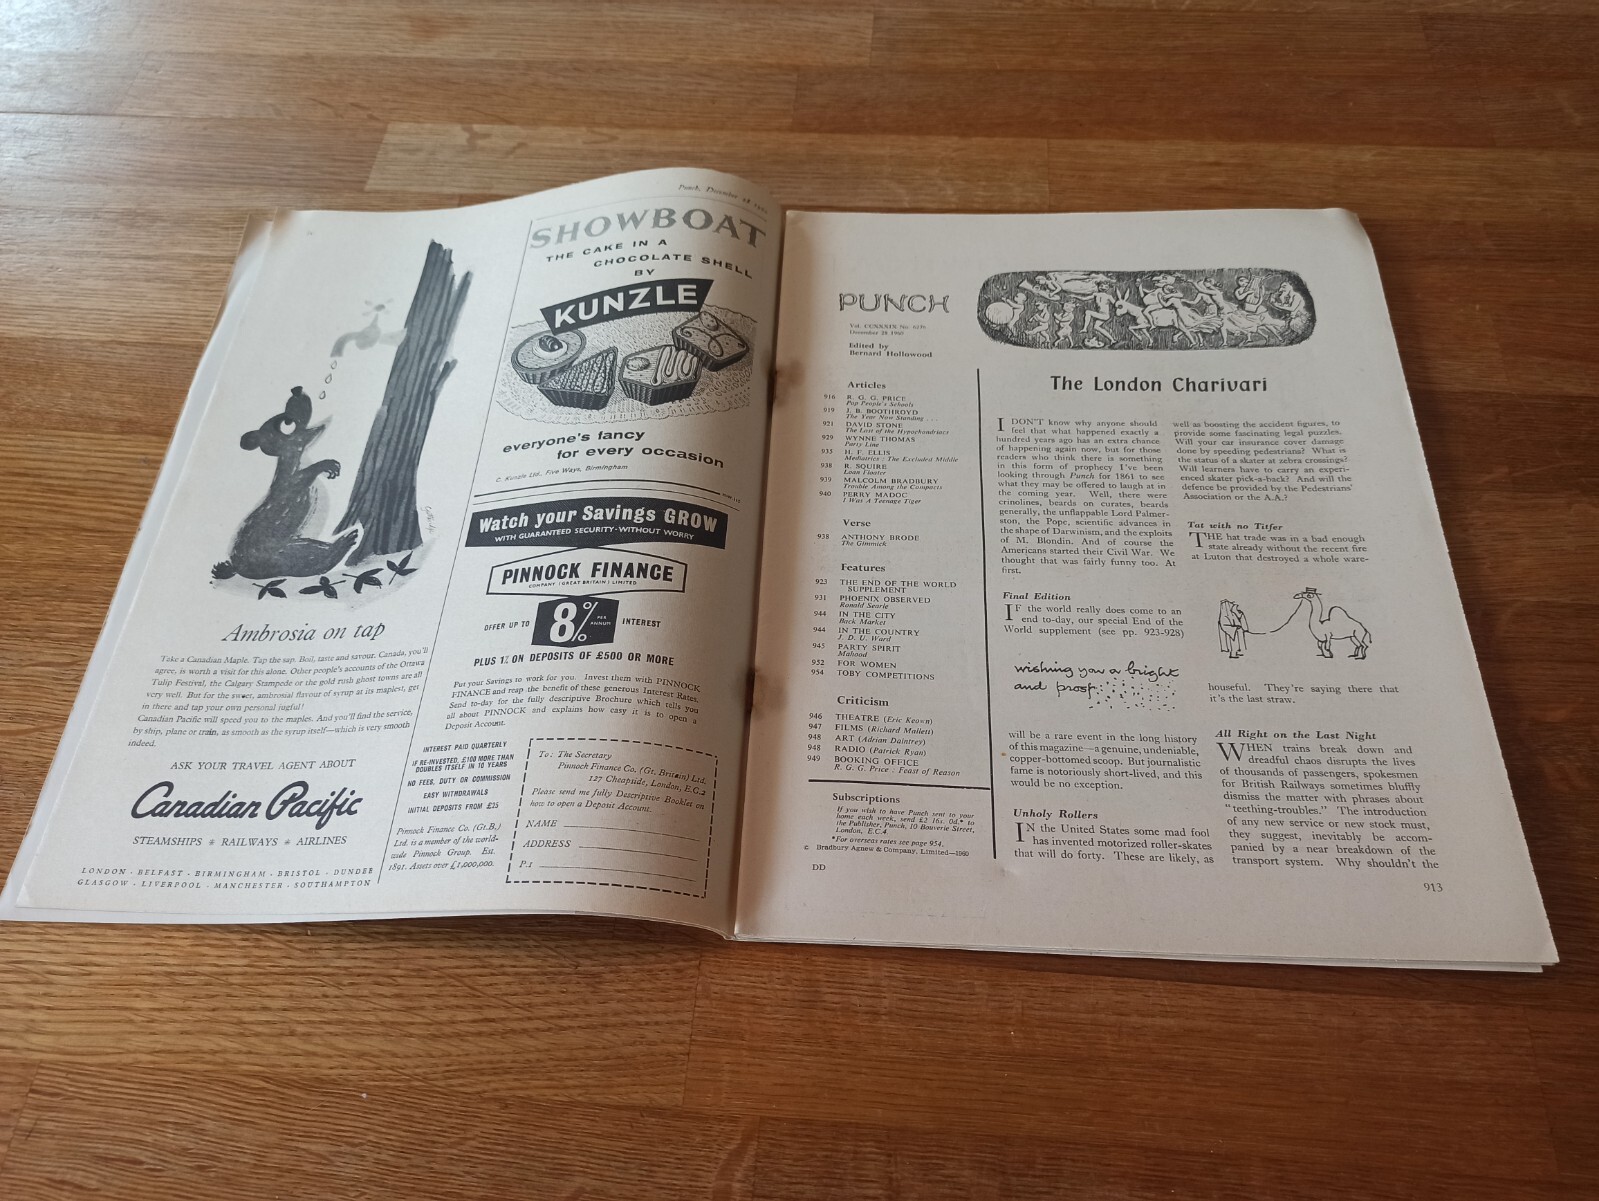 Punch, December 28 1960
Ambrosia on tap
Take a Canadian Maple. Tap the sap. Boil, taste and savour. Canada, you'll
agree, is worth a visit for this alone. Other people's accounts of the Ottawa
Tulip Festival, the Calgary Stampede or the gold rush ghost towns are all
very well. But for the sweet, ambrosial flavour of syrup at its mapliest, get
in there and tap your own personal jugful!
Canadian Pacific will speed you to the maples. And you'll find the service,
by ship, plane or train, as smooth as the syrup itself—which is very smooth
indeed.
ASK YOUR TRAVEL AGENT ABOUT
Canadian Pacific
STEAMSHIPS * RAILWAYS * AIRLINES
LONDON · BELFAST · BIRMINGHAM · BRISTOL · DUNDEE
GLASGOW · LIVERPOOL · MANCHESTER · SOUTHAMPTON
SHOWBOAT
THE CAKE IN A
CHOCOLATE SHELL
BY
KUNZLE
everyone's fancy
for every occasion
C. Kunzle Ltd., Five Ways, Birmingham
Watch your Savings GROW
WITH GUARANTEED SECURITY-WITHOUT WORRY
PINNOCK FINANCE
COMPANY (GREAT BRITAIN) LIMITED
OFFER UP TO 8% PER ANNUM INTEREST
PLUS 1% ON DEPOSITS OF £500 OR MORE
Put your Savings to work for you. Invest them with PINNOCK
FINANCE and reap the benefit of these generous Interest Rates.
Send to-day for the fully descriptive Brochure which tells you
all about PINNOCK and explains how easy it is to open a
Deposit Account.
INTEREST PAID QUARTERLY
IF RE-INVESTED, £100 MORE THAN
DOUBLES ITSELF IN 10 YEARS
NO FEES, DUTY OR COMMISSION
EASY WITHDRAWALS
INITIAL DEPOSITS FROM £25
Pinnock Finance Co. (Gt.B.)
Ltd. is a member of the world-
wide Pinnock Group. Est.
1891. Assets over £1,000,000.
To: The Secretary
Pinnock Finance Co. (Gt. Britain) Ltd.
127 Cheapside, London, E.C.2
Please send me fully Descriptive Booklet on
how to open a Deposit Account.
NAME
ADDRESS
P.1
PUNCH
Vol. CCXXXIX No. 6276
December 28 1960
Edited by
Bernard Hollowood
Articles
916 R. G. G. PRICE
Pop People's Schools
919 J. B. BOOTHROYD
The Year Now Standing . . .
921 DAVID STONE
The Last of the Hypochondriacs
929 WYNNE THOMAS
Party Line
935 H. F. ELLIS
Mediatrics: The Excluded Middle
938 R. SQUIRE
Loan Floater
939 MALCOLM BRADBURY
Trouble Among the Compacts
940 PERRY MADOC
I Was A Teenage Tiger
Verse
938 ANTHONY BRODE
The Gimmick
Features
923 THE END OF THE WORLD
SUPPLEMENT
931 PHOENIX OBSERVED
Ronald Searle
944 IN THE CITY
Back Market
944 IN THE COUNTRY
J. D. U. Ward
945 PARTY SPIRIT
Mahood
952 FOR WOMEN
954 TOBY COMPETITIONS
Criticism
946 THEATRE (Eric Keown)
947 FILMS (Richard Mallett)
948 ART (Adrian Daintrey)
948 RADIO (Patrick Ryan)
949 BOOKING OFFICE
R. G. G. Price: Feast of Reason
Subscriptions
If you wish to have Punch sent to your
home each week, send £2 16s. 0d.* to
the Publisher, Punch, 10 Bouverie Street,
London, E.C.4.
*For overseas rates see page 954.
© Bradbury Agnew & Company, Limited—1960
DD
The London Charivari
I DON'T know why anyone should
feel that what happened exactly a
hundred years ago has an extra chance
of happening again now, but for those
readers who think there is something
in this form of prophecy I've been
looking through Punch for 1861 to see
what they may be offered to laugh at in
the coming year. Well, there were
crinolines, beards on curates, beards
generally, the unflappable Lord Palmer-
ston, the Pope, scientific advances in
the shape of Darwinism, and the exploits
of M. Blondin. And of course the
Americans started their Civil War. We
thought that was fairly funny too. At
first.
Final Edition
IF the world really does come to an
end to-day, our special End of the
World supplement (see pp. 923-928)
wishing you a bright
and prosp
will be a rare event in the long history
of this magazine—a genuine, undeniable,
copper-bottomed scoop. But journalistic
fame is notoriously short-lived, and this
would be no exception.
Unholy Rollers
IN the United States some mad fool
has invented motorized roller-skates
that will do forty. These are likely, as
well as boosting the accident figures, to
provide some fascinating legal puzzles.
Will your car insurance cover damage
done by speeding pedestrians? What is
the status of a skater at zebra crossings?
Will learners have to carry an experi-
enced skater pick-a-back? And will the
defence be provided by the Pedestrians'
Association or the A.A.?
Tat with no Titfer
THE hat trade was in a bad enough
state already without the recent fire
at Luton that destroyed a whole ware-
houseful. They're saying there that
it's the last straw.
All Right on the Last Night
WHEN trains break down and
dreadful chaos disrupts the lives
of thousands of passengers, spokesmen
for British Railways sometimes bluffly
dismiss the matter with phrases about
"teething-troubles." The introduction
of any new service or new stock must,
they suggest, inevitably be accom-
panied by a near breakdown of the
transport system. Why shouldn't the
913